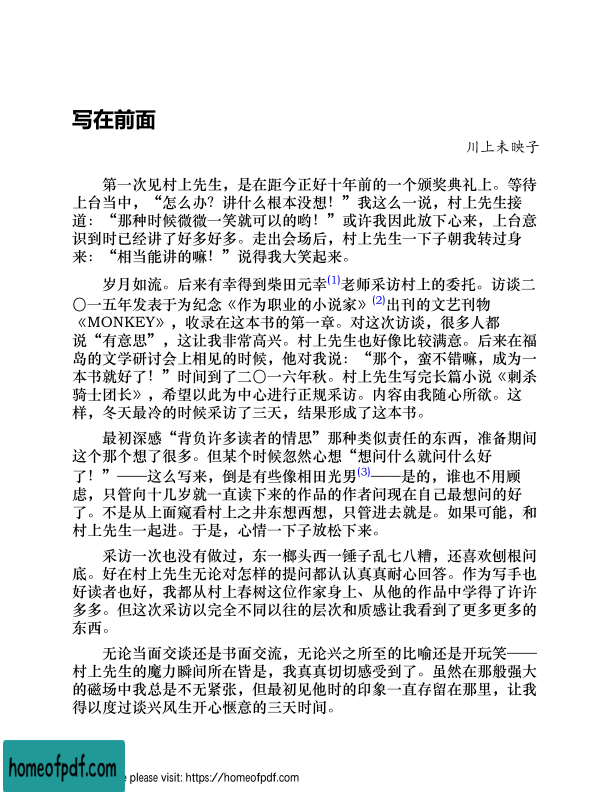 写在前面
川上未映子
第一次见村上先生，是在距今正好十年前的一个颁奖典礼上。等待
上台当中，“怎么办？讲什么根本没想！”我这么一说，村上先生接
道：“那种时候微微一笑就可以的哟！”或许我因此放下心来，上台意
识到时已经讲了好多好多。走出会场后，村上先生一下子朝我转过身
来：“相当能讲的嘛！”说得我大笑起来。
岁月如流。后来有幸得到柴田元幸(1)老师采访村上的委托。访谈二
〇一五年发表于为纪念《作为职业的小说家》(2)出刊的文艺刊物
《MONKEY》，收录在这本书的第一章。对这次访谈，很多人都
说“有意思”，这让我非常高兴。村上先生也好像比较满意。后来在福
岛的文学研讨会上相见的时候，他对我说：“那个，蛮不错嘛，成为一
本书就好了！”时间到了二〇一六年秋。村上先生写完长篇小说《刺杀
骑士团长》，希望以此为中心进行正规采访。内容由我随心所欲。这
样，冬天最冷的时候采访了三天，结果形成了这本书。
最初深感“背负许多读者的情思”那种类似责任的东西，准备期间
这个那个想了很多。但某个时候忽然心想“想问什么就问什么好
了！”——这么写来，倒是有些像相田光男(3)——是的，谁也不用顾
虑，只管向十几岁就一直读下来的作品的作者问现在自己最想问的好
了。不是从上面窥看村上之井东想西想，只管进去就是。如果可能，和
村上先生一起进。于是，心情一下子放松下来。
采访一次也没有做过，东一榔头西一锤子乱七八糟，还喜欢刨根问
底。好在村上先生无论对怎样的提问都认认真真耐心回答。作为写手也
好读者也好，我都从村上春树这位作家身上、从他的作品中学得了许许
多多。但这次采访以完全不同以往的层次和质感让我看到了更多更多的
东西。
无论当面交谈还是书面交流，无论兴之所至的比喻还是开玩笑——
村上先生的魔力瞬间所在皆是，我真真切切感受到了。虽然在那般强大
的磁场中我总是不无紧张，但最初见他时的印象一直存留在那里，让我
得以度过谈兴风生开心惬意的三天时间。
homeofpdf.com
please visit: https://homeofpdf.com